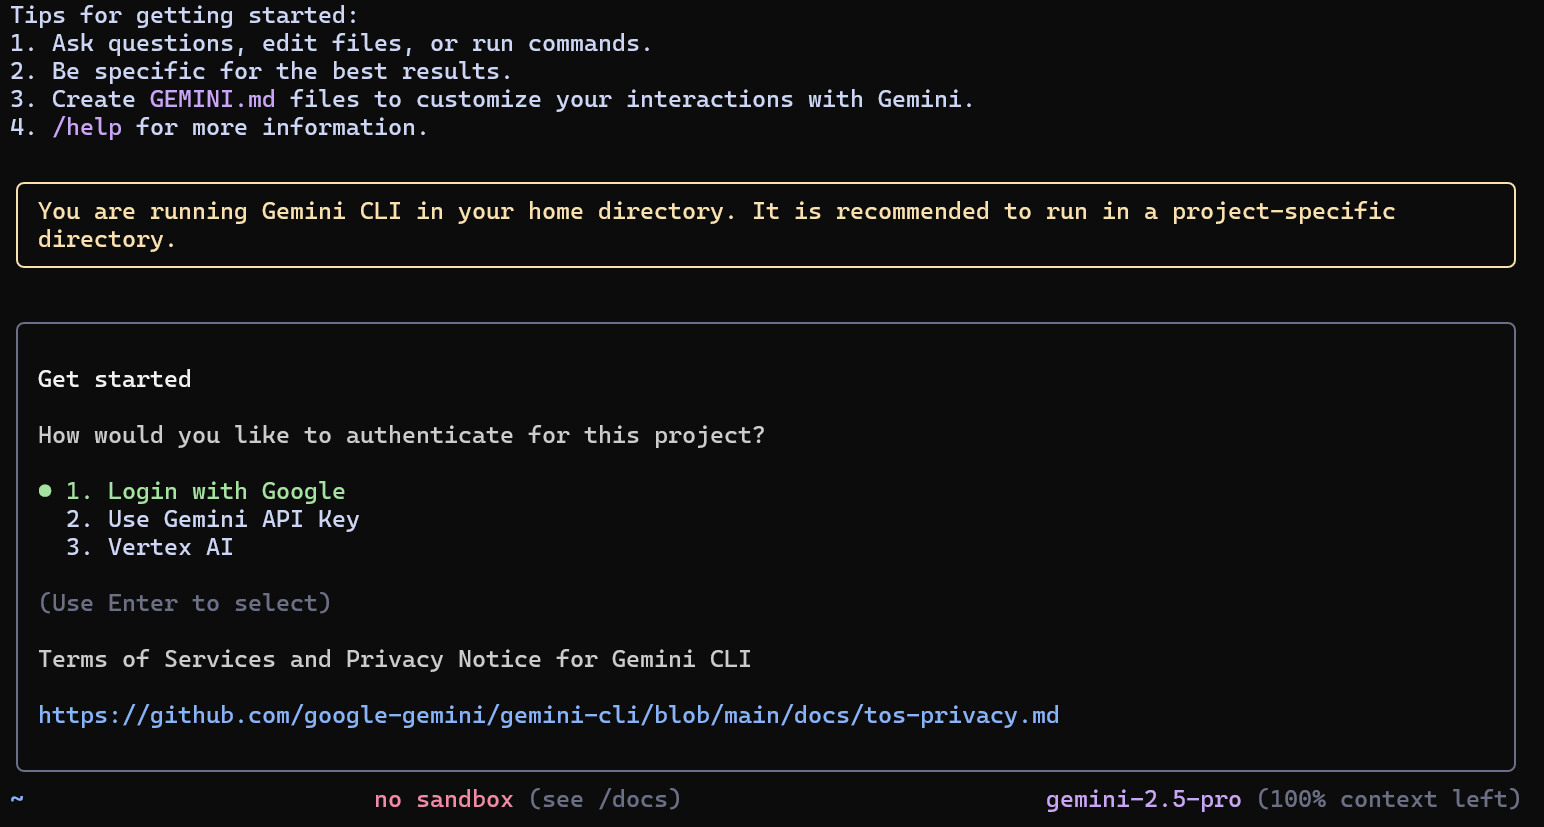 Tips for getting started:
1. Ask questions, edit files, or run commands.
2. Be specific for the best results.
3. Create GEMINI.md files to customize your interactions with Gemini.
4. /help for more information.
You are running Gemini CLI in your home directory. It is recommended to run in a project-specific
directory.
Get started
How would you like to authenticate for this project?
● 1. Login with Google
2. Use Gemini API Key
3. Vertex AI
(Use Enter to select)
Terms of Services and Privacy Notice for Gemini CLI
https://github.com/google-gemini/gemini-cli/blob/main/docs/tos-privacy.md
~ no sandbox (see /docs) gemini-2.5-pro (100% context left)